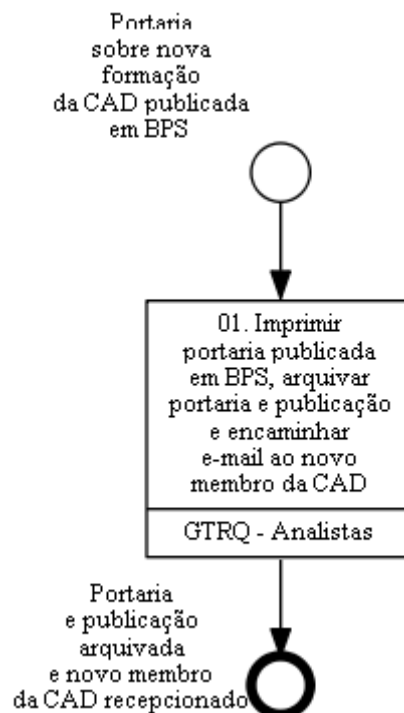 Portaria
sobre nova
formação
da CAD publicada
em BPS
01. Imprimir
portaria publicada
em BPS, arquivar
portaria e publicação
e encaminhar
e-mail ao novo
membro da CAD
GTRQ - Analistas
Portaria
e publicação
arquivada
e novo membro
da CAD recepcionado